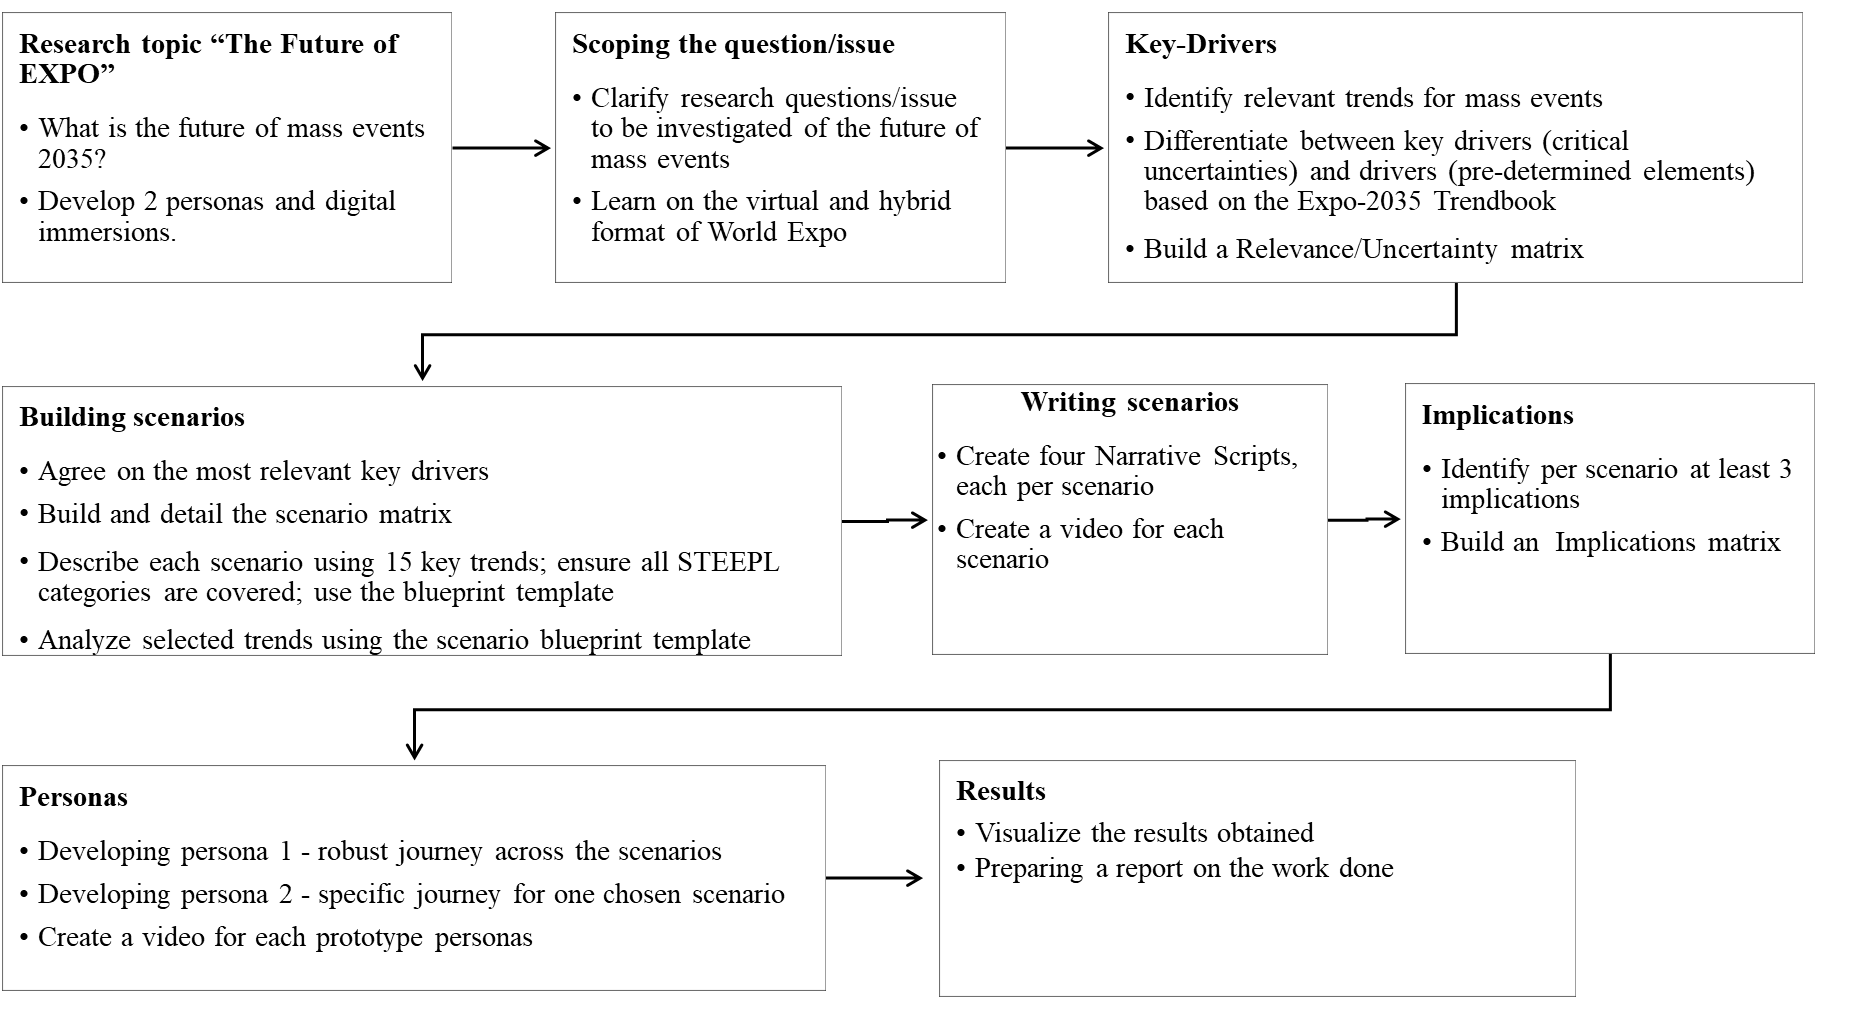 Research topic “The Future of
EXPO”
• What is the future of mass events
2035?
• Develop 2 personas and digital
immersions.
Scoping the question/issue
• Clarify research questions/issue
to be investigated of the future of
mass events
• Learn on the virtual and hybrid
format of World Expo
Key-Drivers
• Identify relevant trends for mass events
• Differentiate between key drivers (critical
uncertainties) and drivers (pre-determined elements)
based on the Expo-2035 Trendbook
• Build a Relevance/Uncertainty matrix
Building scenarios
• Agree on the most relevant key drivers
• Build and detail the scenario matrix
• Describe each scenario using 15 key trends; ensure all STEEPL
categories are covered; use the blueprint template
• Analyze selected trends using the scenario blueprint template
Writing scenarios
• Create four Narrative Scripts,
each per scenario
• Create a video for each
scenario
Implications
• Identify per scenario at least 3
implications
• Build an Implications matrix
Personas
• Developing persona 1 - robust journey across the scenarios
• Developing persona 2 - specific journey for one chosen scenario
• Create a video for each prototype personas
Results
• Visualize the results obtained
• Preparing a report on the work done